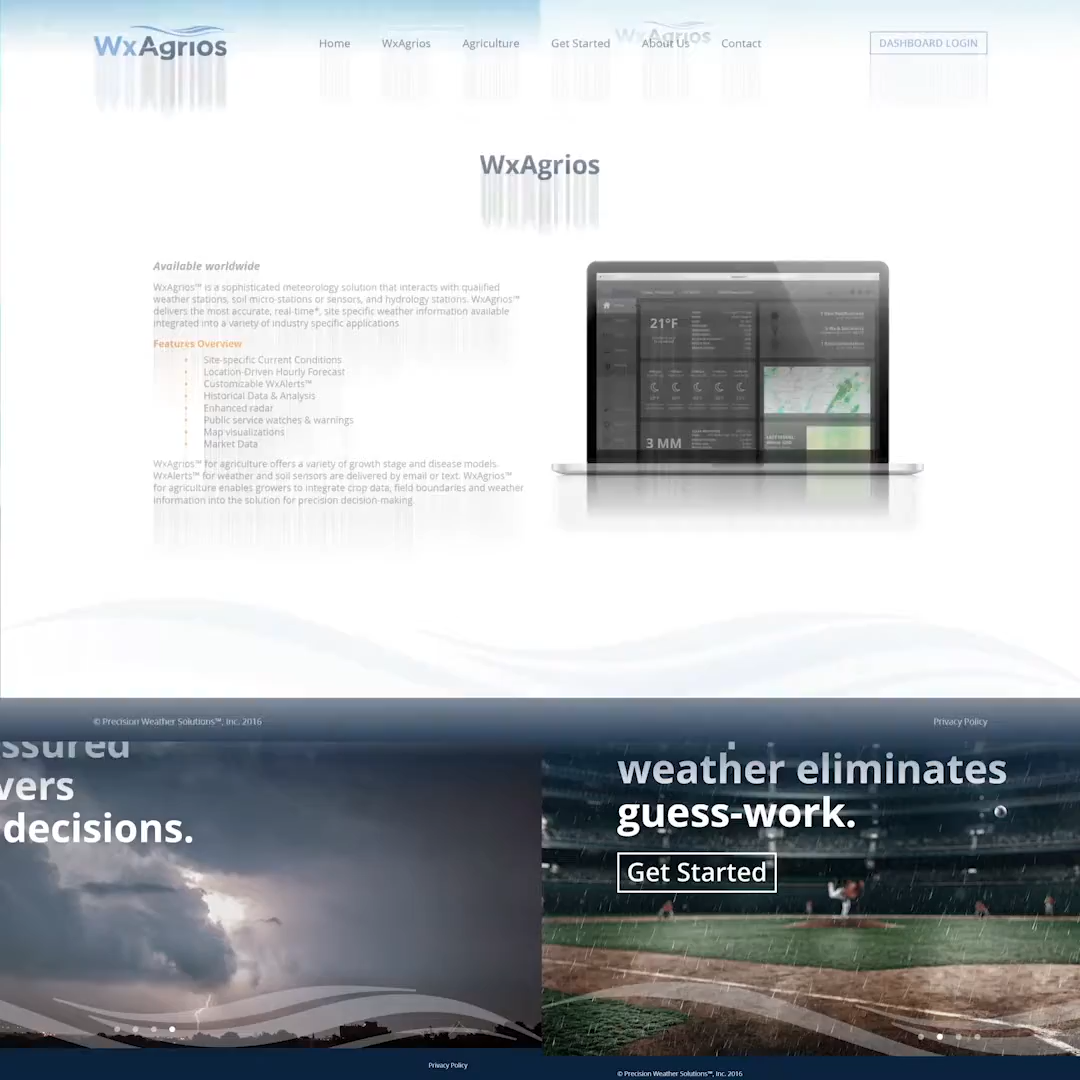 WxAgrios
Home
WxAgrios
Agriculture
Get Started
WxAgrios
About Us
Contact
DASHBOARD LOGIN
WxAgrios
Available worldwide
WxAgrios™ is a sophisticated meteorology solution that interacts with qualified
weather stations, soil micro-stations or sensors, and hydrology stations. WxAgrios™
delivers the most accurate, real-time*, site specific weather information available
integrated into a variety of industry specific applications
Features Overview
• Site-specific Current Conditions
• Location-Driven Hourly Forecast
• Customizable WxAlerts™
• Historical Data & Analysis
• Enhanced radar
• Public service watches & warnings
• Map visualizations
• Market Data
WxAgrios™ for agriculture offers a variety of growth stage and disease models.
WxAlerts™ for weather and soil sensors are delivered by email or text. WxAgrios™
for agriculture enables growers to integrate crop data, field boundaries and weather
information into the solution for precision decision-making.
21°F
3 MM
© Precision Weather Solutions™, Inc. 2016
Privacy Policy
ssured
vers
decisions.
weather eliminates
guess-work.
Get Started
Privacy Policy
© Precision Weather Solutions™, Inc. 2016